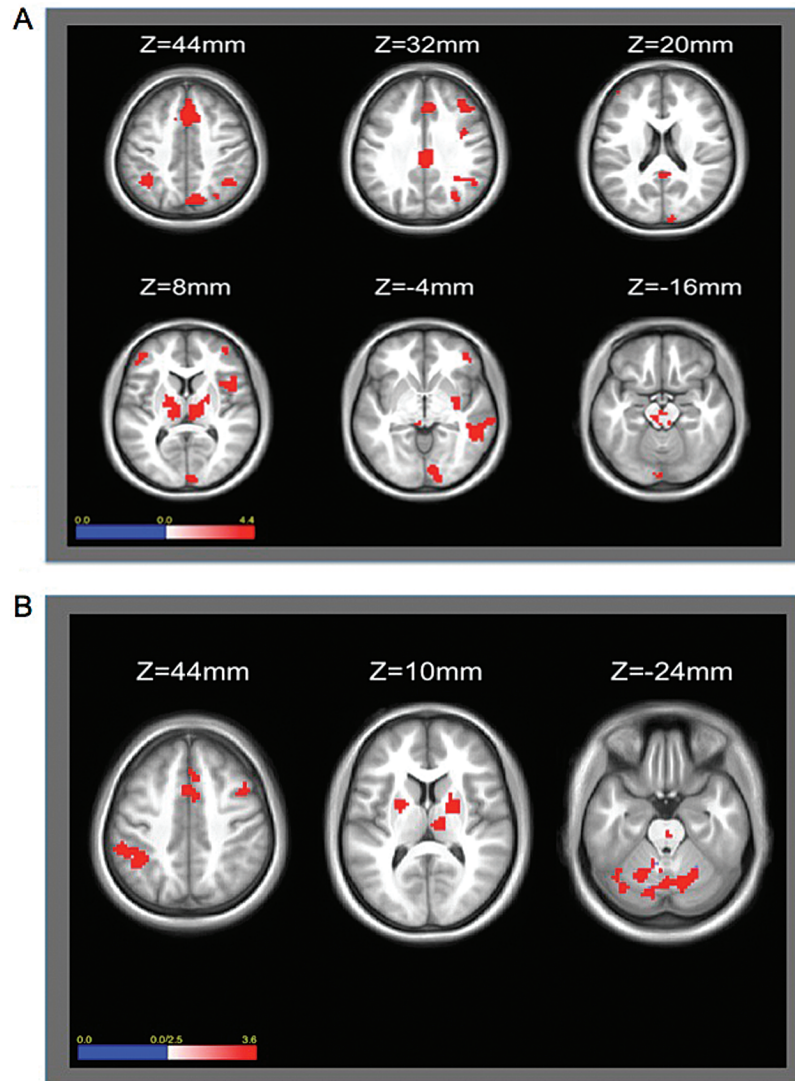 A
Z=44mm Z=32mm Z=20mm
Z=8mm Z=-4mm Z=-16mm
0.0 0.0 4.4
B
Z=44mm Z=10mm Z=-24mm
0.0 0.0/2.5 3.6